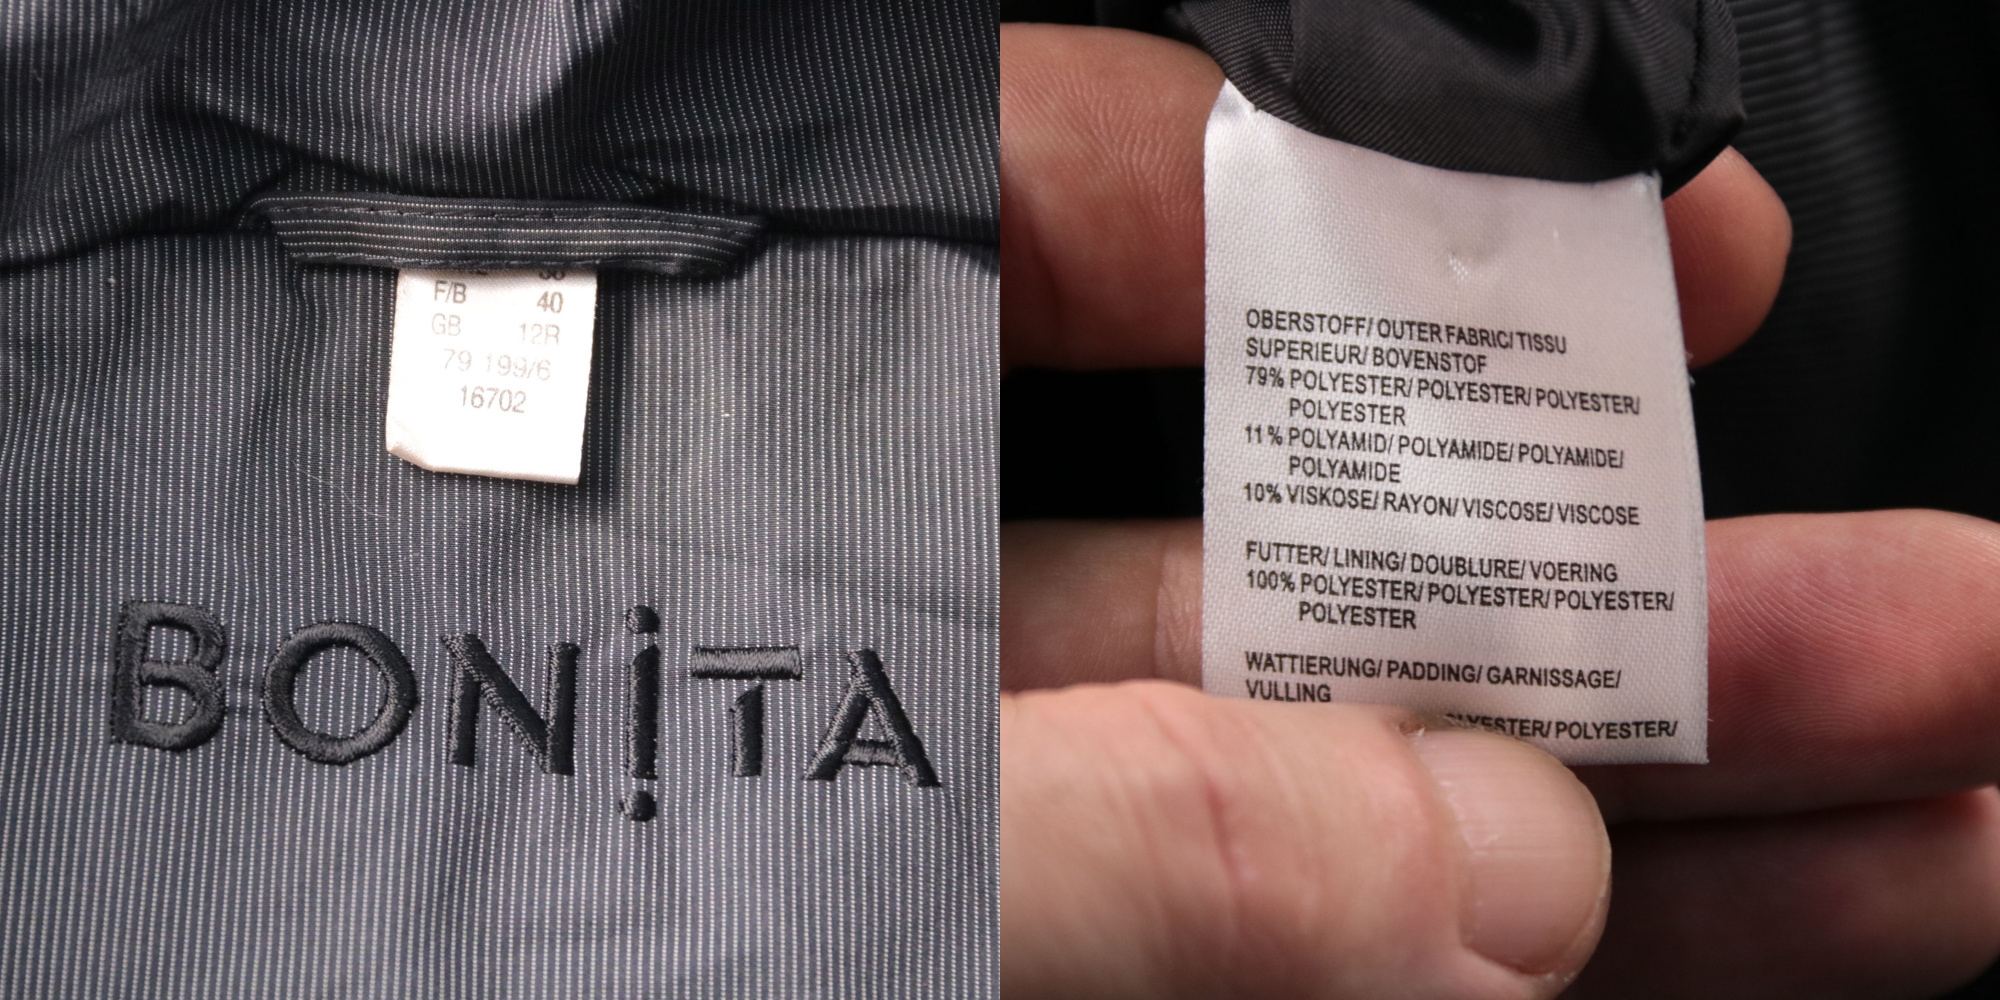 F/B 40
GB 12R
79 199/6
16702
BONiTA
OBERSTOFF/ OUTER FABRIC/ TISSU
SUPERIEUR/ BOVENSTOF
79% POLYESTER/ POLYESTER/ POLYESTER/
POLYESTER
11% POLYAMID/ POLYAMIDE/ POLYAMIDE/
POLYAMIDE
10% VISKOSE/ RAYON/ VISCOSE/ VISCOSE
FUTTER/ LINING/ DOUBLURE/ VOERING
100% POLYESTER/ POLYESTER/ POLYESTER/
POLYESTER
WATTIERUNG/ PADDING/ GARNISSAGE/
VULLING
POLYESTER/